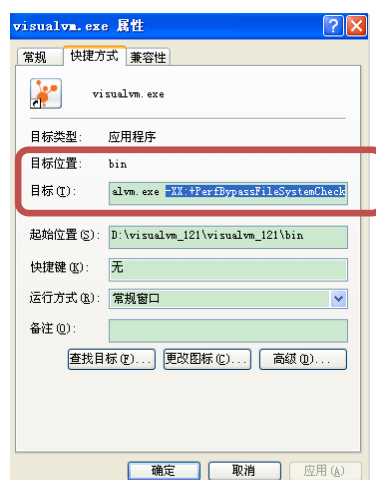 visualvm.exe 属性
常规 快捷方式 兼容性
visualvm.exe
目标类型: 应用程序
目标位置: bin
目标(T): alvm.exe -XX:+PerfBypassFileSystemCheck
起始位置(S): D:\visualvm_121\visualvm_121\bin
快捷键(K): 无
运行方式(R): 常规窗口
备注(O):
查找目标(F)... 更改图标(C)... 高级(D)...
确定 取消 应用(A)